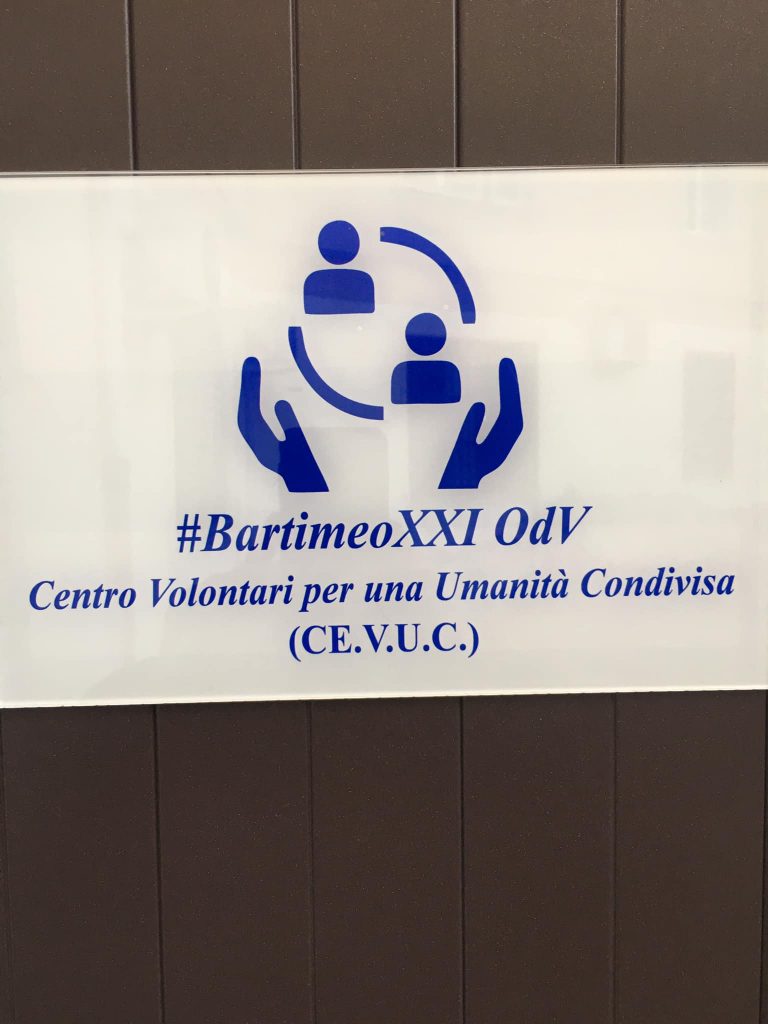 #BartimeoXXI OdV
Centro Volontari per una Umanità Condivisa
(CE.V.U.C.)